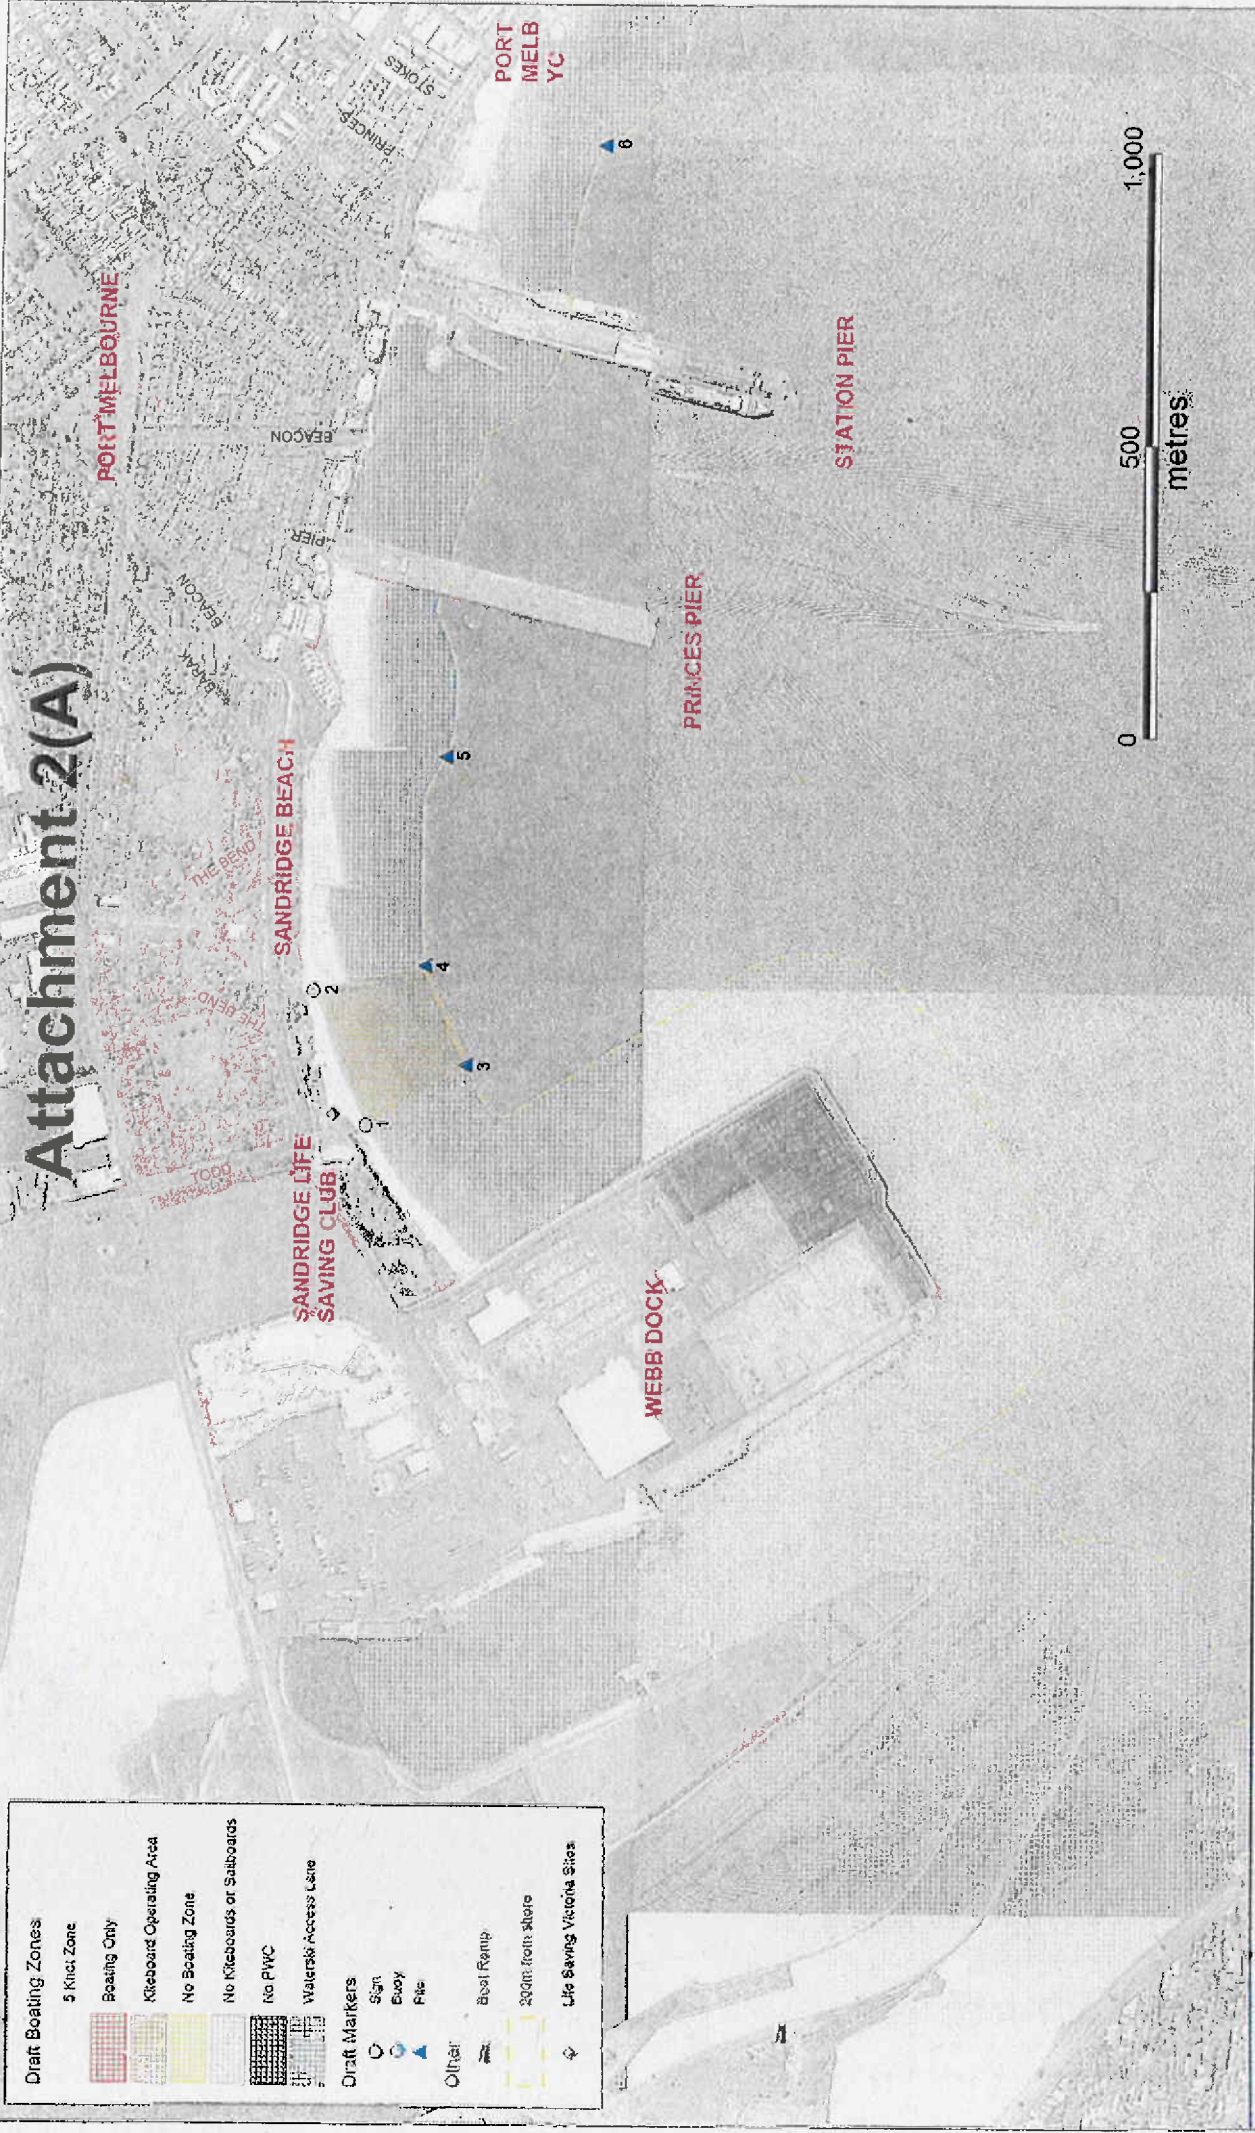 Attachment 2(A)
Draft Boating Zones
5 Knot Zone
Boating Only
Kiteboard Operating Area
No Boating Zone
No Kiteboards or Sailboards
No PWC
Waterski Access Lane
Draft Markers
Sign
Buoy
Pile
Other
Boat Ramp
200m from shore
Life Saving Victoria Sites
TODD
THE BEND
THE BEND
BARAK
BEACON
PIER
BEACON
PRINCES
STOKES
PORT MELBOURNE
SANDRIDGE LIFE
SAVING CLUB
SANDRIDGE BEACH
PORT
MELB
YC
WEBB DOCK
PRINCES PIER
STATION PIER
1
2
3
4
5
6
0
500
1,000
metres